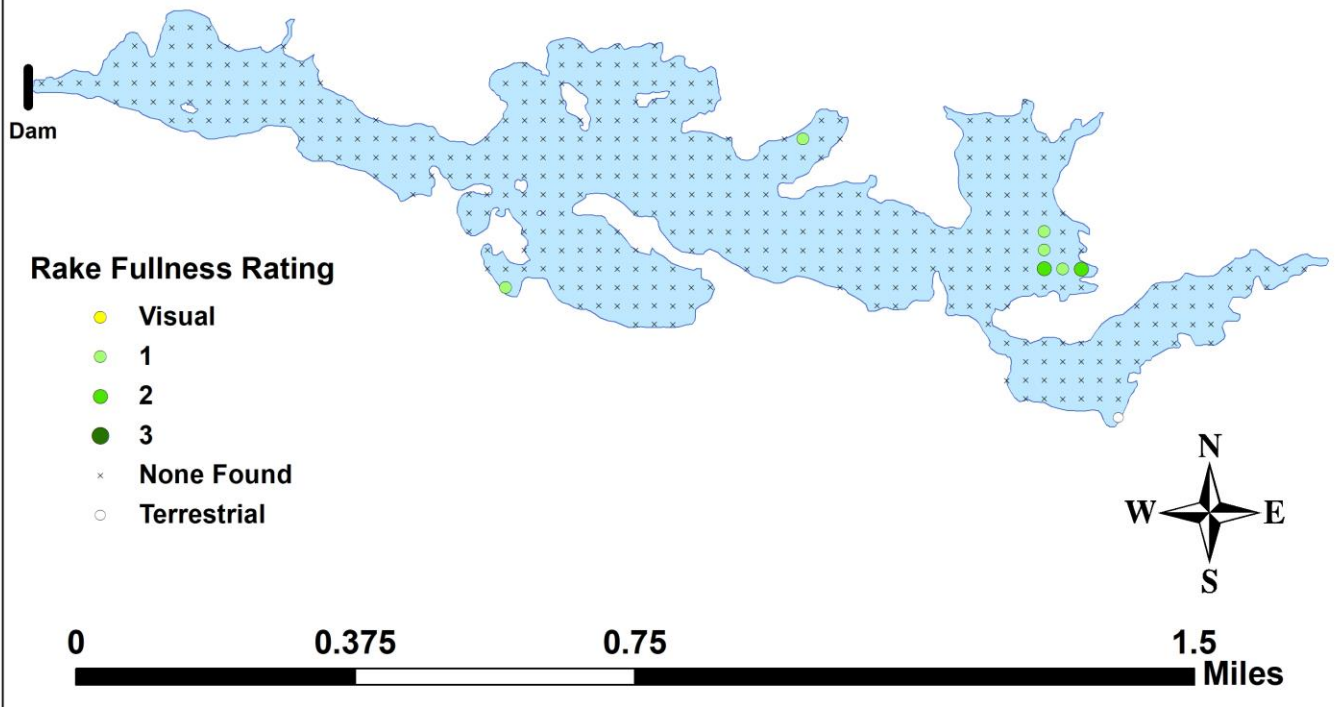 Dam
Rake Fullness Rating
Visual
1
2
3
None Found
Terrestrial
N
W E
S
0 0.375 0.75 1.5
Miles